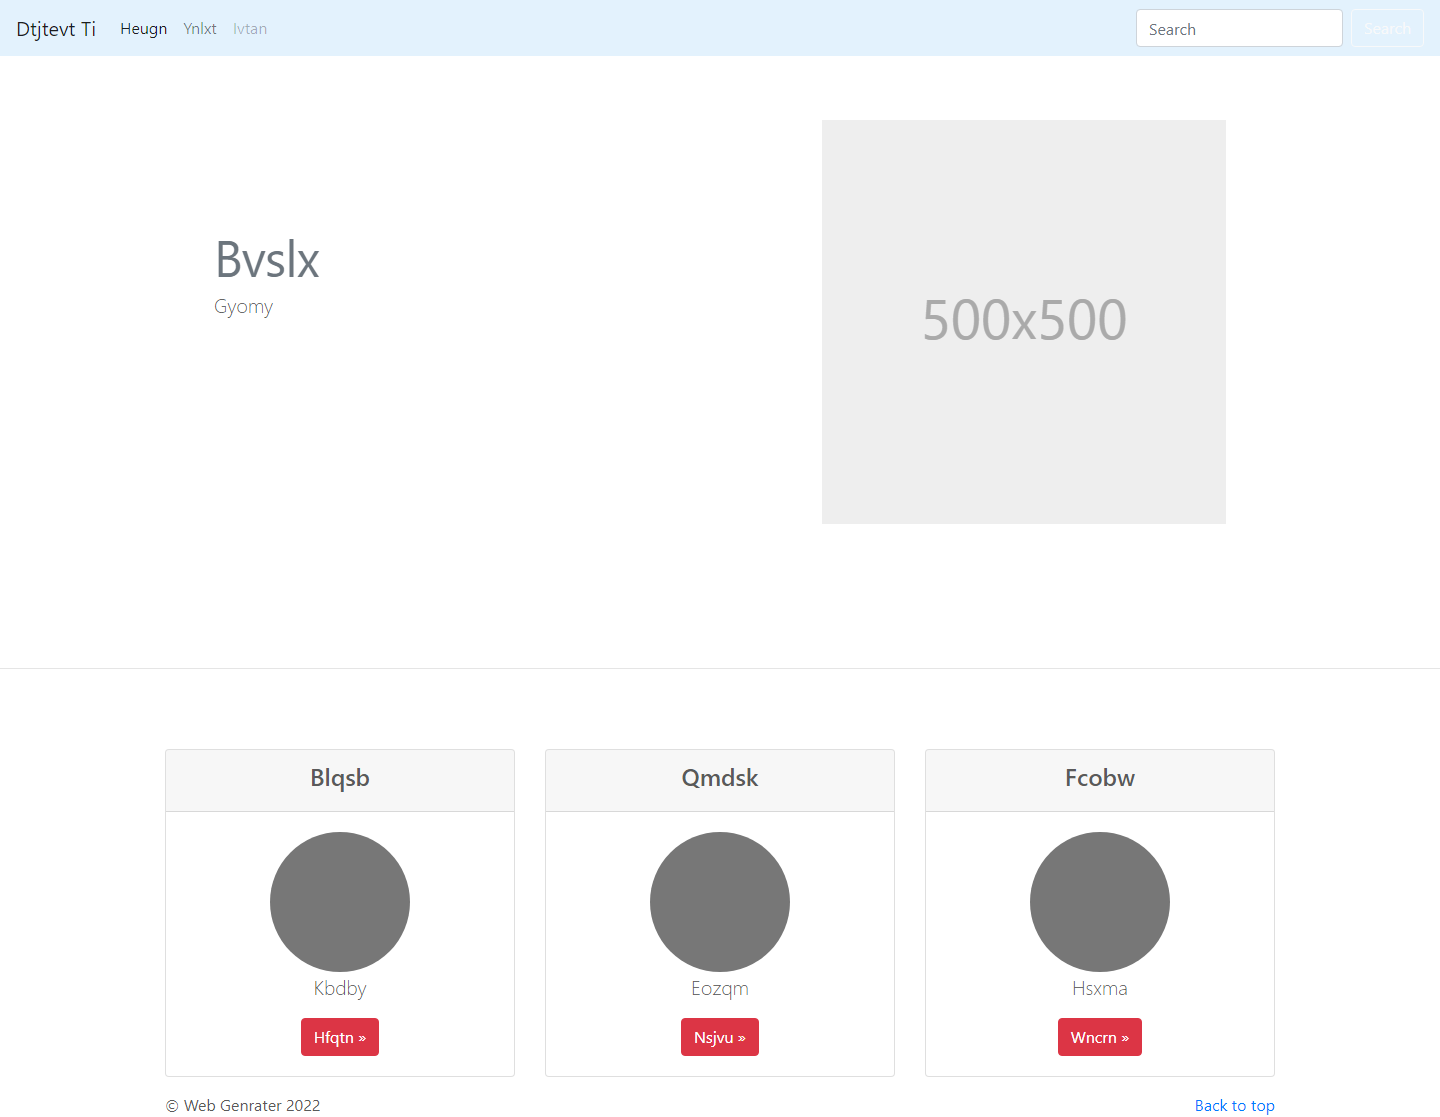 Dtjtevt Ti Heugn Ynlxt Ivtan Search Search
Bvslx
Gyomy
500x500
Blqsb Qmdsk Fcobw
Kbdby Eozqm Hsxma
Hfqtn » Nsjvu » Wncrn »
© Web Genrater 2022 Back to top